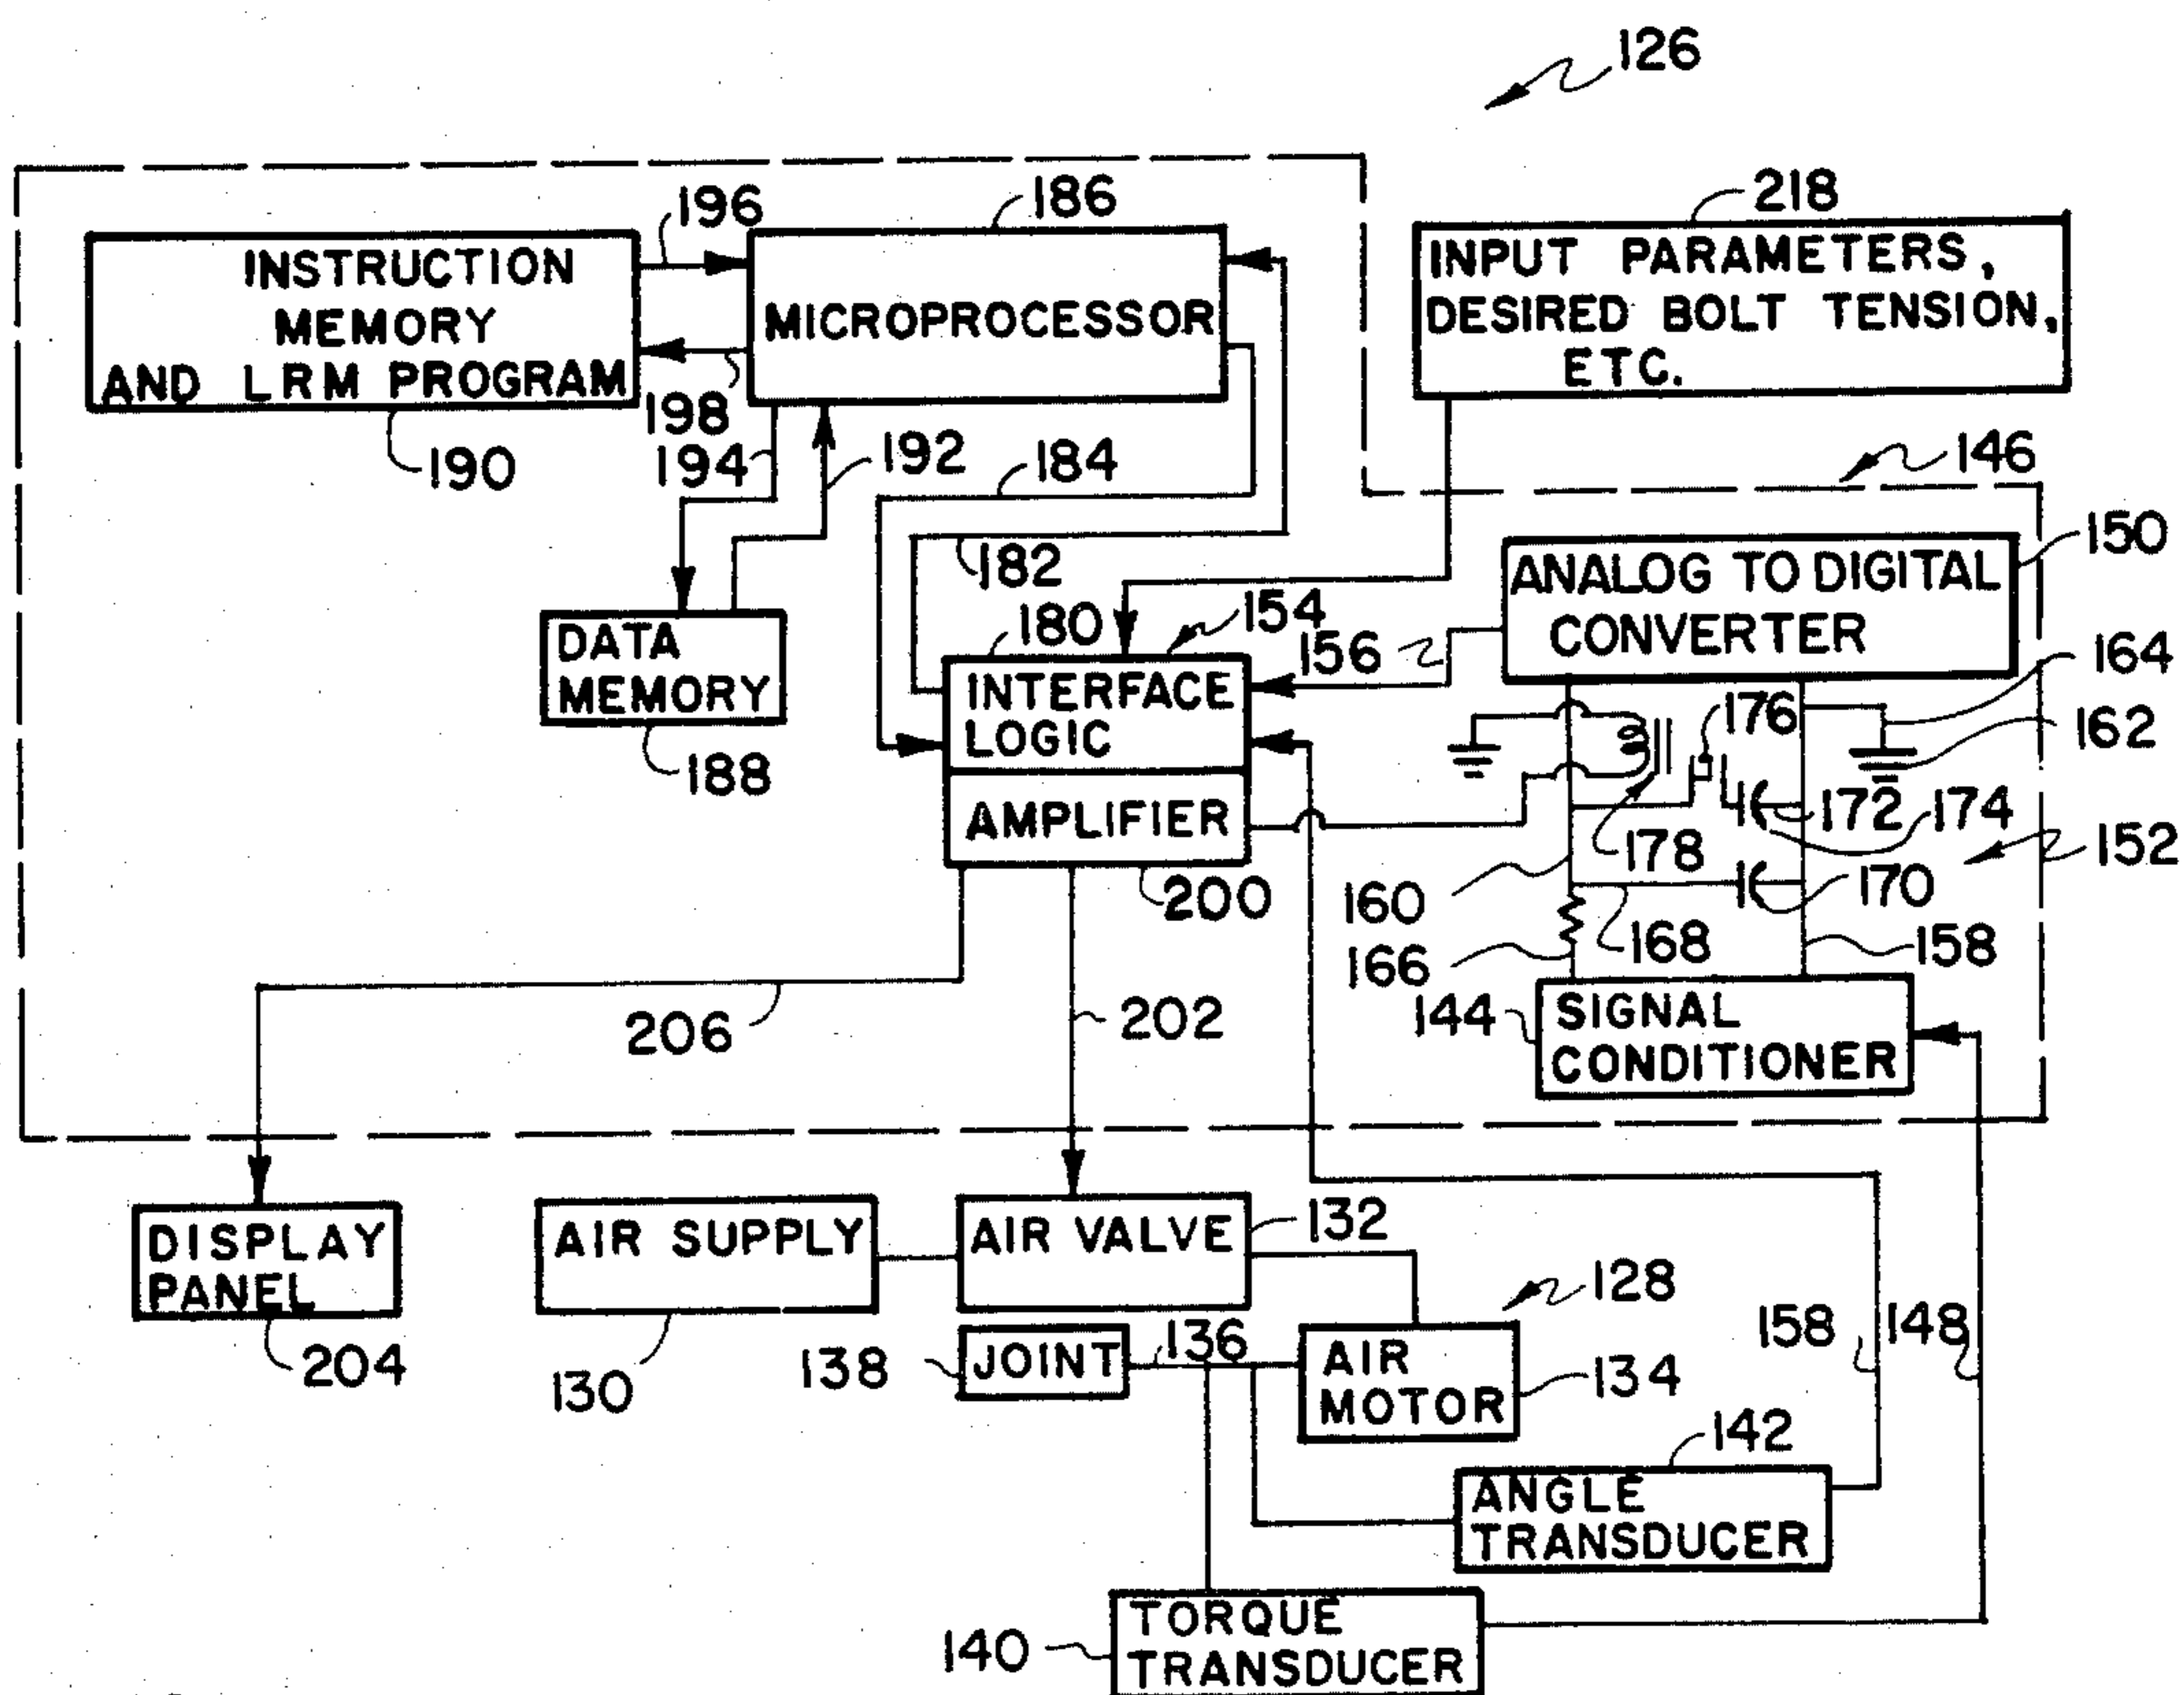 126
196
186
218
INSTRUCTION
MEMORY
AND LRM PROGRAM
MICROPROCESSOR
INPUT PARAMETERS,
DESIRED BOLT TENSION,
ETC.
198
190
194
192
184
146
182
150
ANALOG TO DIGITAL
CONVERTER
DATA
MEMORY
188
180
154
156
164
INTERFACE
LOGIC
176
162
AMPLIFIER
172
174
178
152
200
160
170
168
158
166
206
202
144
SIGNAL
CONDITIONER
DISPLAY
PANEL
204
AIR SUPPLY
130
AIR VALVE
132
128
138
JOINT
136
AIR
MOTOR
134
158
148
142
ANGLE
TRANSDUCER
140
TORQUE
TRANSDUCER